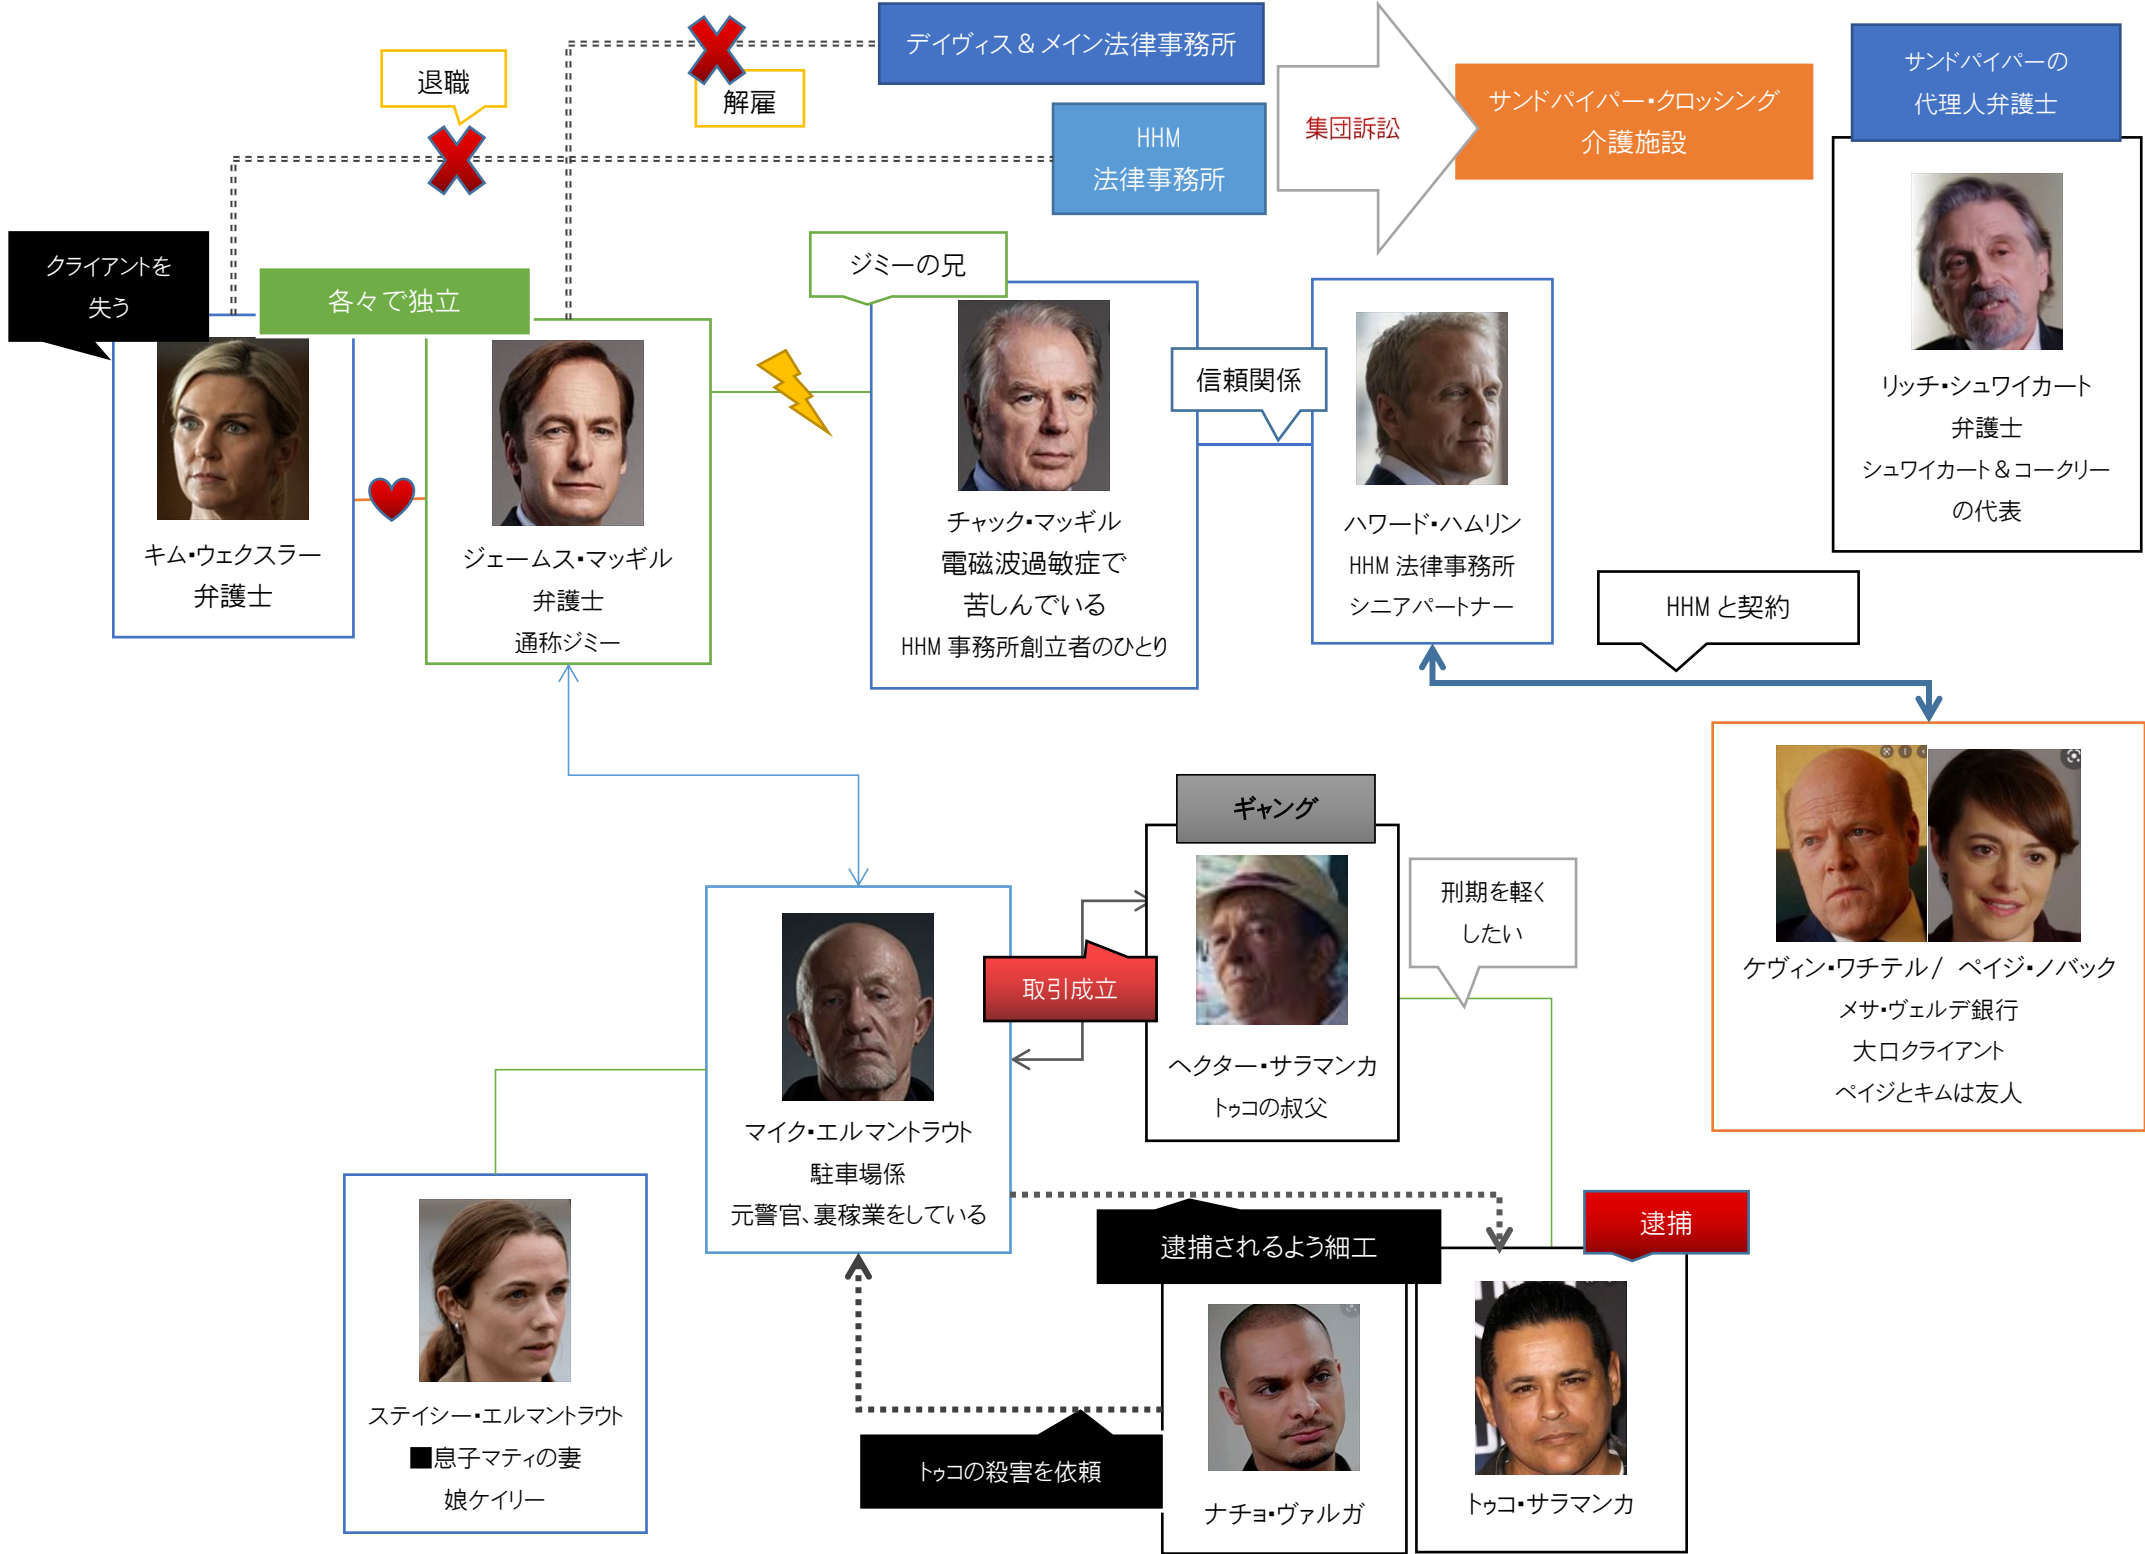 デイヴィス＆メイン法律事務所
退職
解雇
HHM
法律事務所
集団訴訟
サンドパイパー・クロッシング
介護施設
サンドパイパーの
代理人弁護士
クライアントを
失う
各々で独立
ジミーの兄
信頼関係
キム・ウェクスラー
弁護士
ジェームス・マッギル
弁護士
通称ジミー
チャック・マッギル
電磁波過敏症で
苦しんでいる
HHM 事務所創立者のひとり
ハワード・ハムリン
HHM 法律事務所
シニアパートナー
リッチ・シュワイカート
弁護士
シュワイカート＆コークリー
の代表
HHM と契約
ギャング
刑期を軽く
したい
取引成立
ヘクター・サラマンカ
トゥコの叔父
ケヴィン・ワチテル/ ペイジ・ノバック
メサ・ヴェルデ銀行
大口クライアント
ペイジとキムは友人
マイク・エルマントラウト
駐車場係
元警官、裏稼業をしている
逮捕されるよう細工
逮捕
ステイシー・エルマントラウト
■息子マティの妻
娘ケイリー
トゥコの殺害を依頼
ナチョ・ヴァルガ
トゥコ・サラマンカ